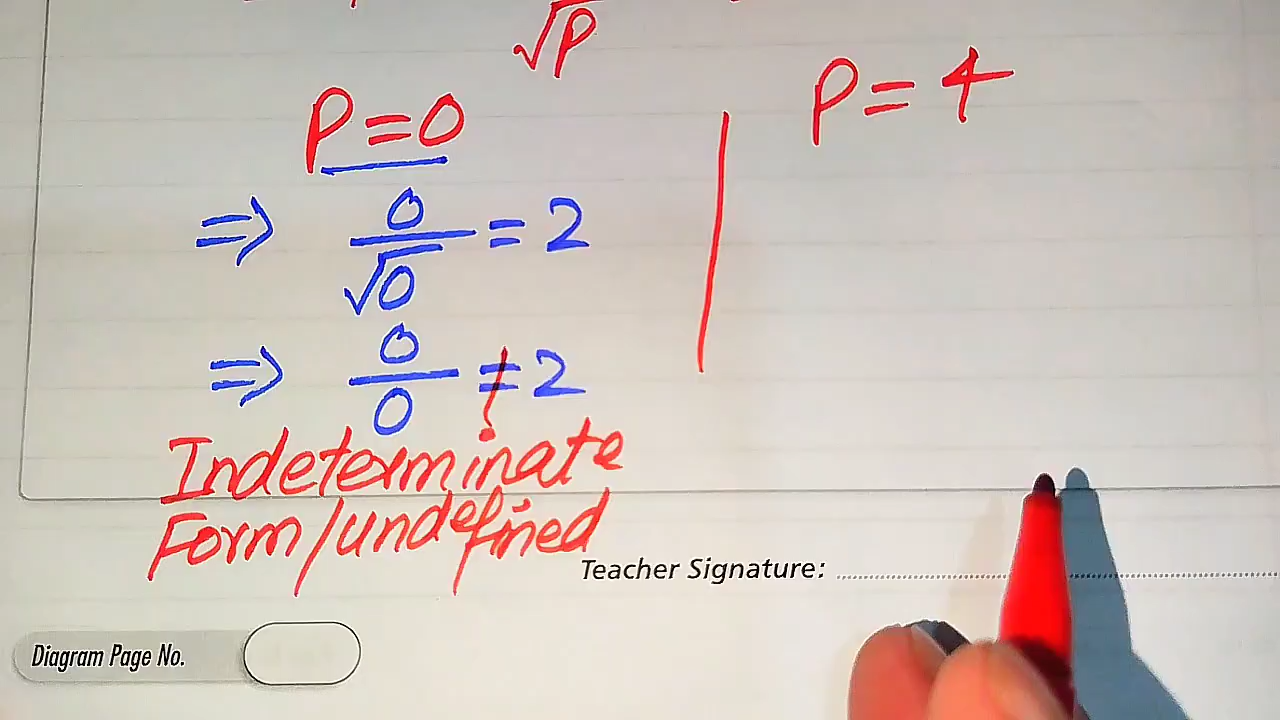 √P
P = 0
⇒ 0/√0 = 2
⇒ 0/0 ≠ 2
Indeterminate
Form/undefined
P = 4
Teacher Signature: ................................
Diagram Page No.